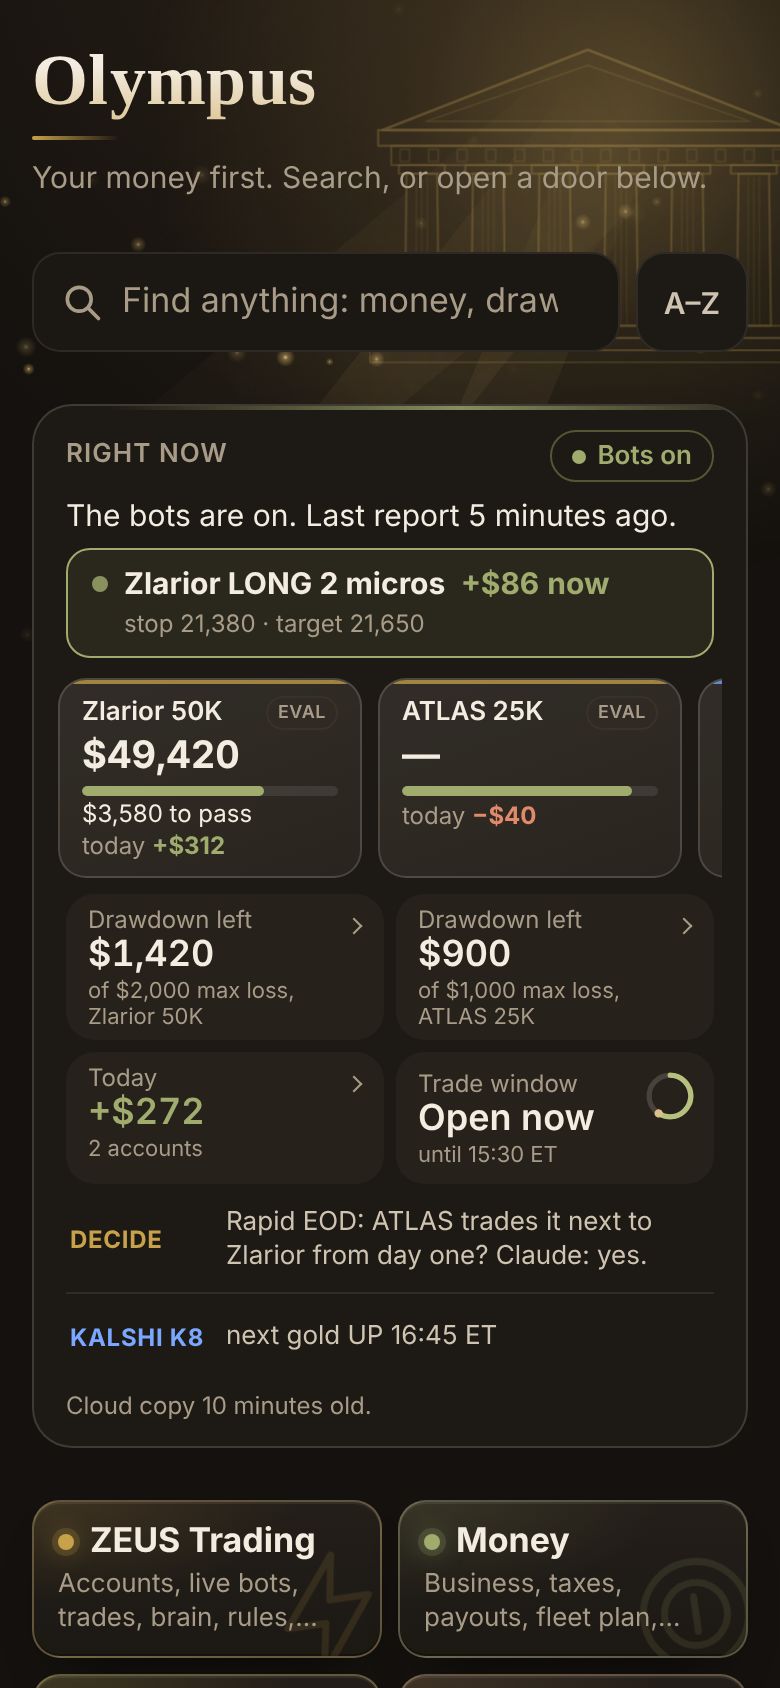 Olympus
Your money first. Search, or open a door below.
Find anything: money, draw
A–Z
RIGHT NOW
Bots on
The bots are on. Last report 5 minutes ago.
Zlarior LONG 2 micros +$86 now
stop 21,380 · target 21,650
Zlarior 50K
EVAL
$49,420
$3,580 to pass
today +$312
ATLAS 25K
EVAL
—
today −$40
Drawdown left
$1,420
of $2,000 max loss,
Zlarior 50K
Drawdown left
$900
of $1,000 max loss,
ATLAS 25K
Today
+$272
2 accounts
Trade window
Open now
until 15:30 ET
DECIDE
Rapid EOD: ATLAS trades it next to
Zlarior from day one? Claude: yes.
KALSHI K8
next gold UP 16:45 ET
Cloud copy 10 minutes old.
ZEUS Trading
Accounts, live bots,
trades, brain, rules,...
Money
Business, taxes,
payouts, fleet plan,...